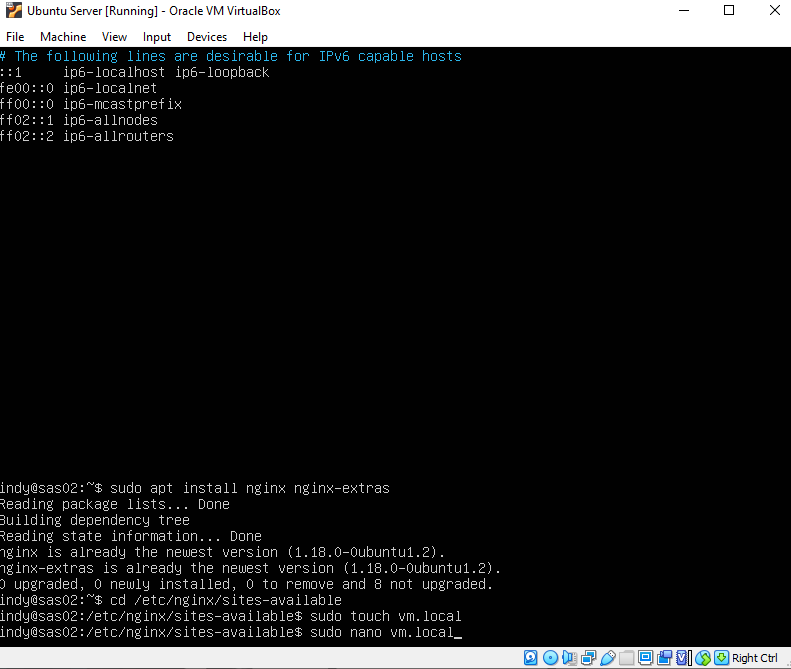 Ubuntu Server [Running] - Oracle VM VirtualBox
File Machine View Input Devices Help
# The following lines are desirable for IPv6 capable hosts
::1 ip6-localhost ip6-loopback
fe00::0 ip6-localnet
ff00::0 ip6-mcastprefix
ff02::1 ip6-allnodes
ff02::2 ip6-allrouters
indy@sas02:~$ sudo apt install nginx nginx-extras
Reading package lists... Done
Building dependency tree
Reading state information... Done
nginx is already the newest version (1.18.0-0ubuntu1.2).
nginx-extras is already the newest version (1.18.0-0ubuntu1.2).
0 upgraded, 0 newly installed, 0 to remove and 8 not upgraded.
indy@sas02:~$ cd /etc/nginx/sites-available
indy@sas02:/etc/nginx/sites-available$ sudo touch vm.local
indy@sas02:/etc/nginx/sites-available$ sudo nano vm.local_
Right Ctrl